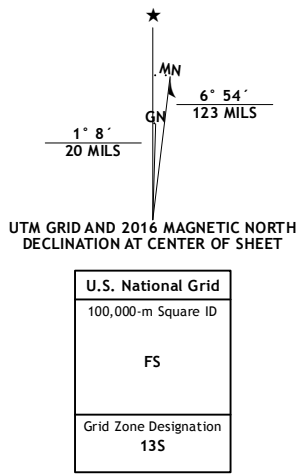 ★
MN
GN
6° 54´
123 MILS
1° 8´
20 MILS
UTM GRID AND 2016 MAGNETIC NORTH
DECLINATION AT CENTER OF SHEET
U.S. National Grid
100,000-m Square ID
FS
Grid Zone Designation
13S